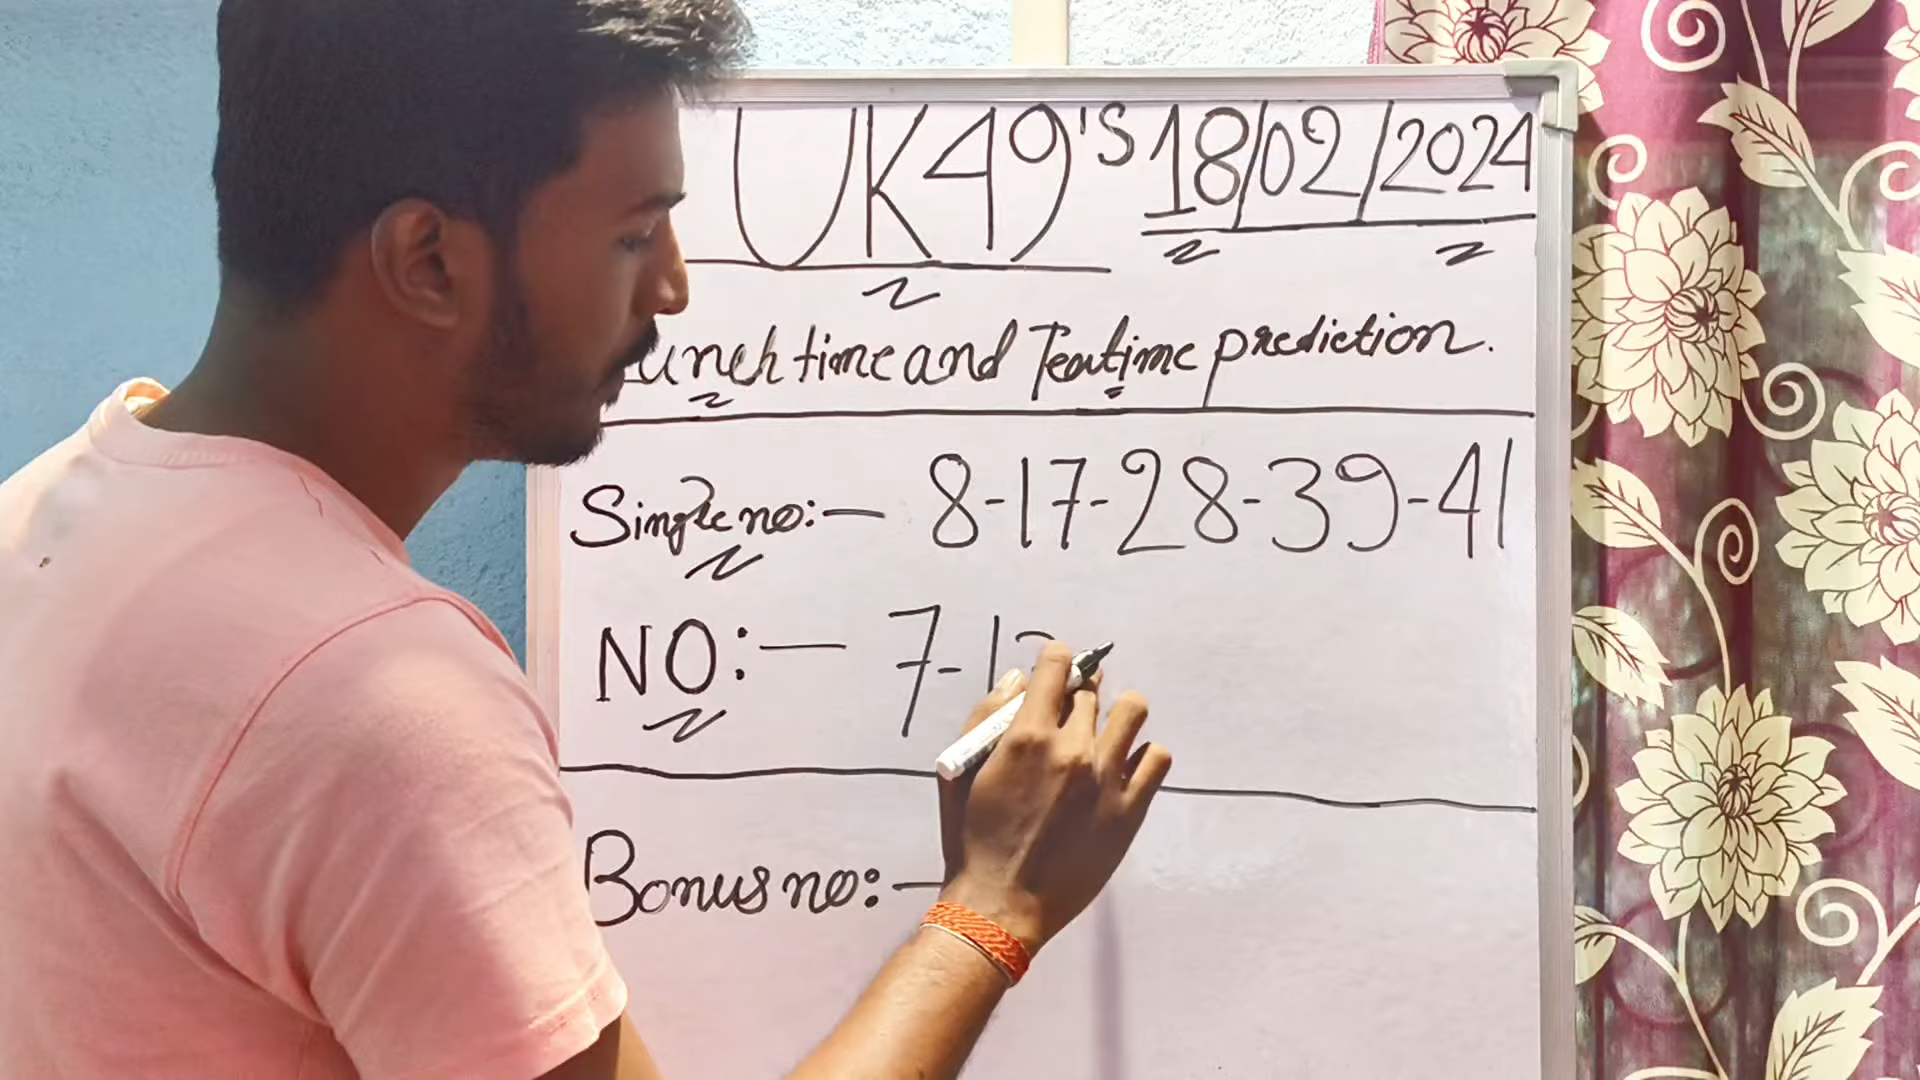 UK49's 18/02/2024
Lunch time and Teatime prediction.
Single no:- 8-17-28-39-41
NO:- 7-1
Bonus no:-